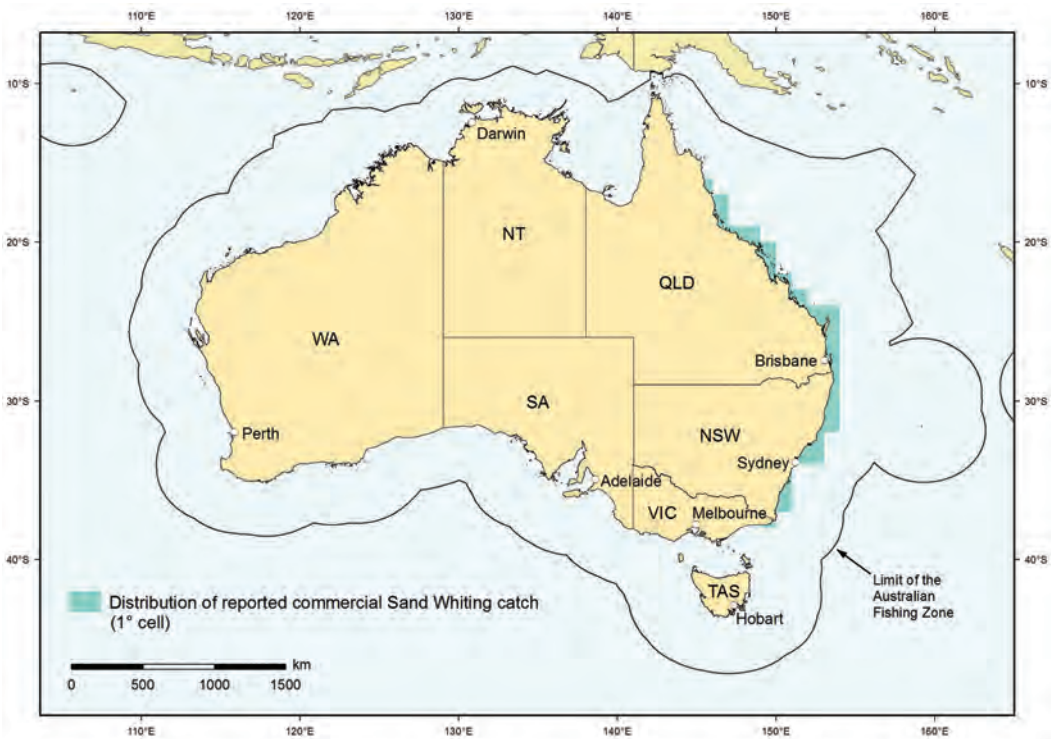 110°E 120°E 130°E 140°E 150°E 160°E
10°S 10°S
Darwin
NT
20°S 20°S
QLD
WA
Brisbane
30°S 30°S
SA
NSW
Perth
Sydney
Adelaide
VIC Melbourne
40°S 40°S
TAS
Hobart
Limit of the
Australian
Fishing Zone
Distribution of reported commercial Sand Whiting catch
(1° cell)
km
0 500 1000 1500
110°E 120°E 130°E 140°E 150°E 160°E